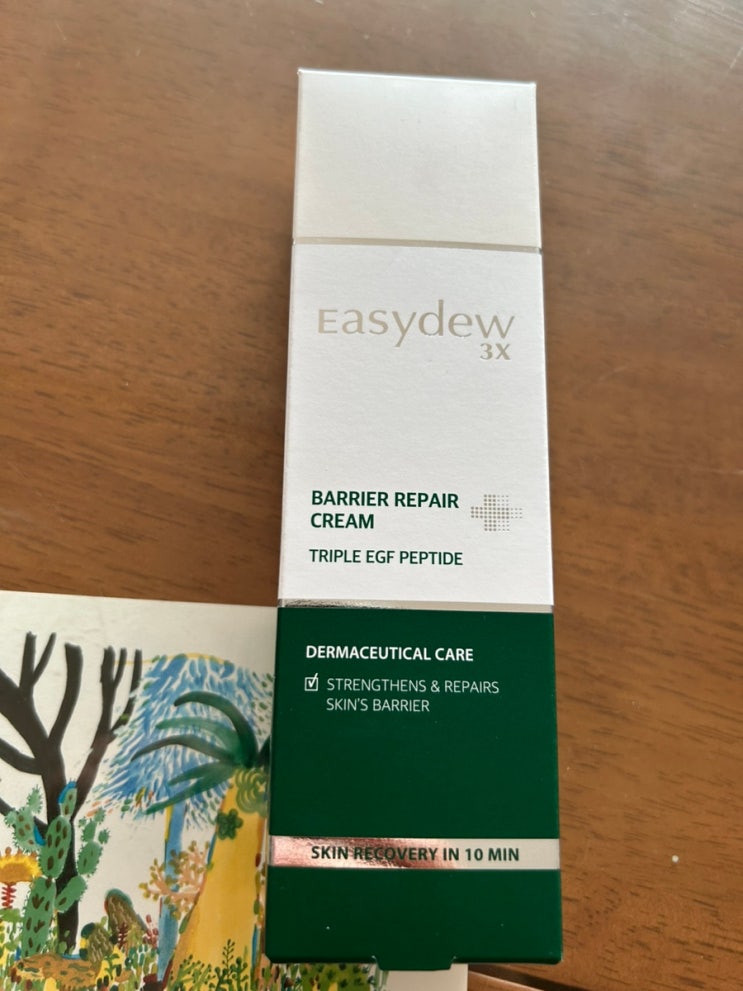 Easydew
3X
BARRIER REPAIR
CREAM
TRIPLE EGF PEPTIDE
DERMACEUTICAL CARE
STRENGTHENS & REPAIRS
SKIN'S BARRIER
SKIN RECOVERY IN 10 MIN